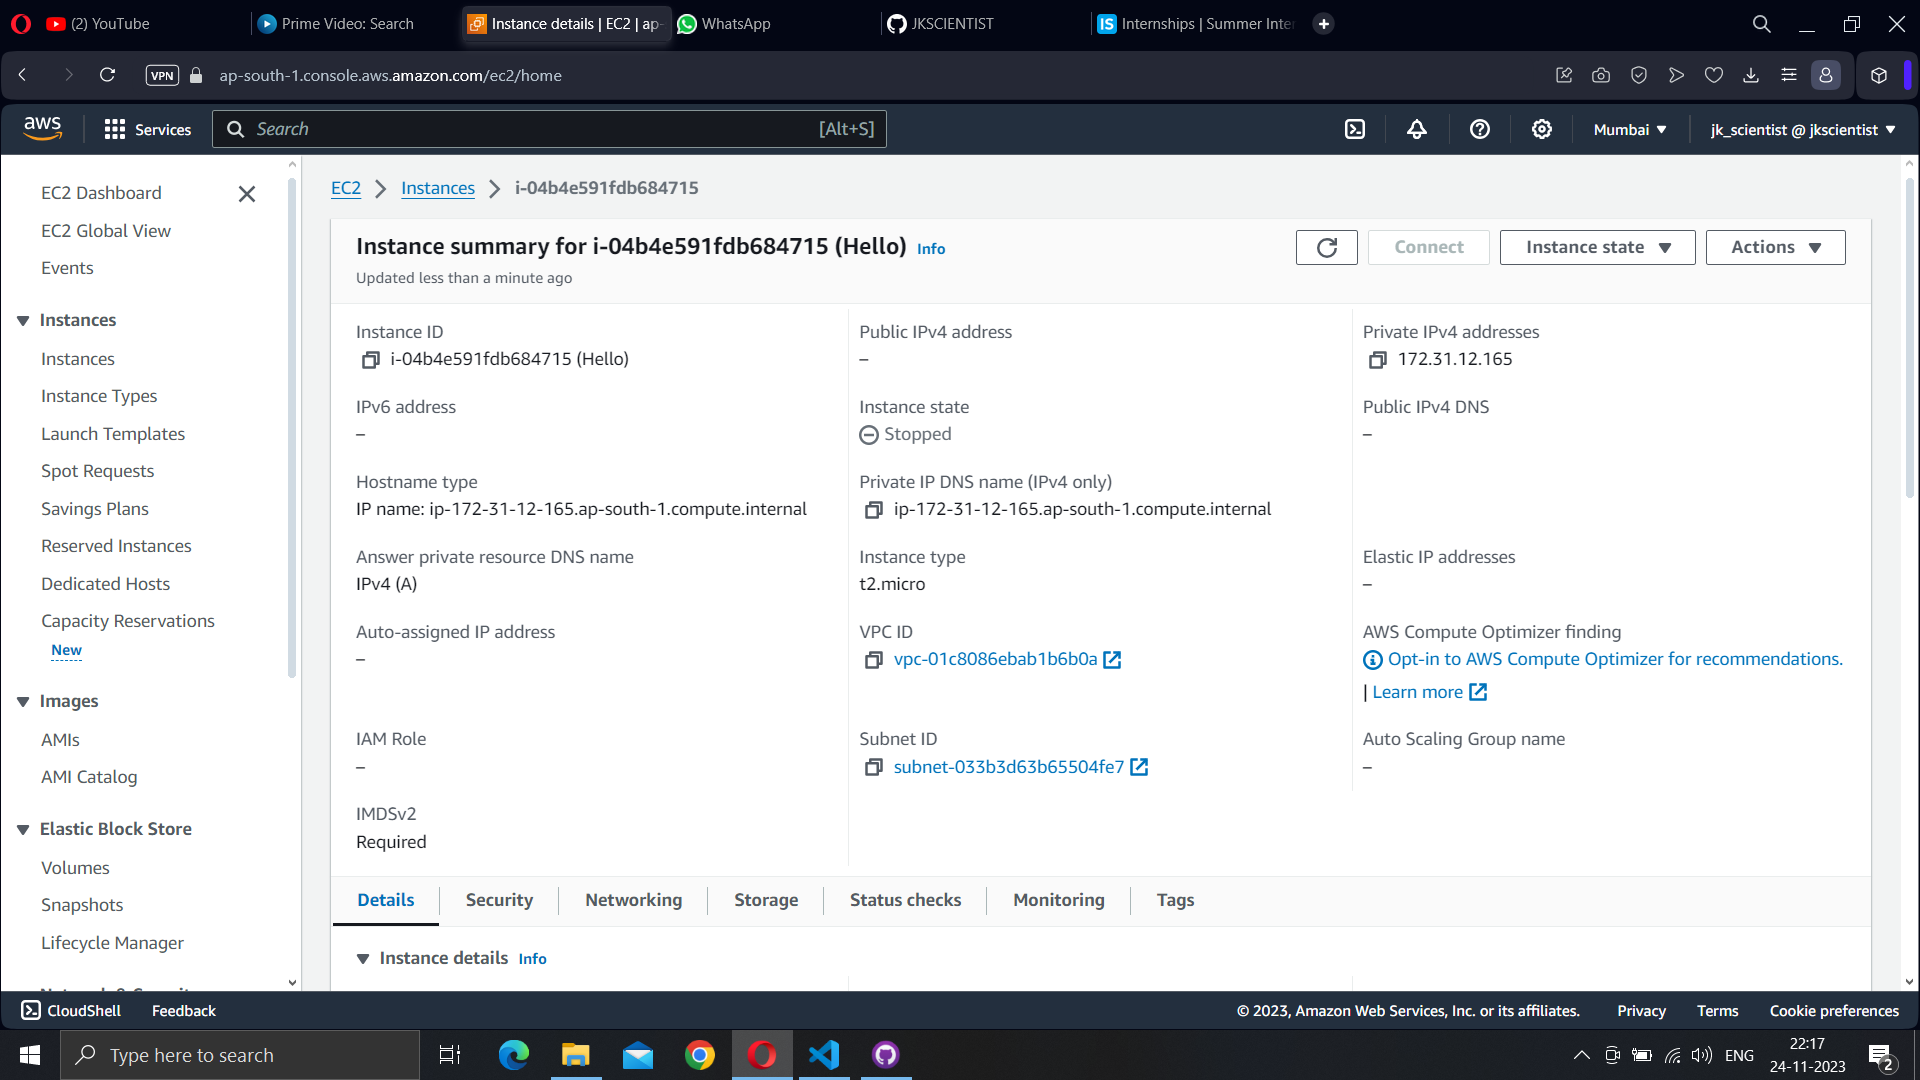 (2) YouTube
Prime Video: Search
Instance details | EC2 | ap-
WhatsApp
JKSCIENTIST
IS Internships | Summer Inter
VPN
ap-south-1.console.aws.amazon.com/ec2/home
aws
Services
Search
[Alt+S]
Mumbai
jk_scientist @ jkscientist
EC2 Dashboard
EC2 Global View
Events
Instances
Instances
Instance Types
Launch Templates
Spot Requests
Savings Plans
Reserved Instances
Dedicated Hosts
Capacity Reservations
New
Images
AMIs
AMI Catalog
Elastic Block Store
Volumes
Snapshots
Lifecycle Manager
EC2
Instances
i-04b4e591fdb684715
Instance summary for i-04b4e591fdb684715 (Hello) Info
Updated less than a minute ago
Connect
Instance state
Actions
Instance ID
i-04b4e591fdb684715 (Hello)
Public IPv4 address
–
Private IPv4 addresses
172.31.12.165
IPv6 address
–
Instance state
Stopped
Public IPv4 DNS
–
Hostname type
IP name: ip-172-31-12-165.ap-south-1.compute.internal
Private IP DNS name (IPv4 only)
ip-172-31-12-165.ap-south-1.compute.internal
Answer private resource DNS name
IPv4 (A)
Instance type
t2.micro
Elastic IP addresses
–
Auto-assigned IP address
–
VPC ID
vpc-01c8086ebab1b6b0a
AWS Compute Optimizer finding
Opt-in to AWS Compute Optimizer for recommendations.
| Learn more
IAM Role
–
Subnet ID
subnet-033b3d63b65504fe7
Auto Scaling Group name
–
IMDSv2
Required
Details
Security
Networking
Storage
Status checks
Monitoring
Tags
Instance details Info
CloudShell
Feedback
© 2023, Amazon Web Services, Inc. or its affiliates.
Privacy
Terms
Cookie preferences
Type here to search
ENG
22:17
24-11-2023
2